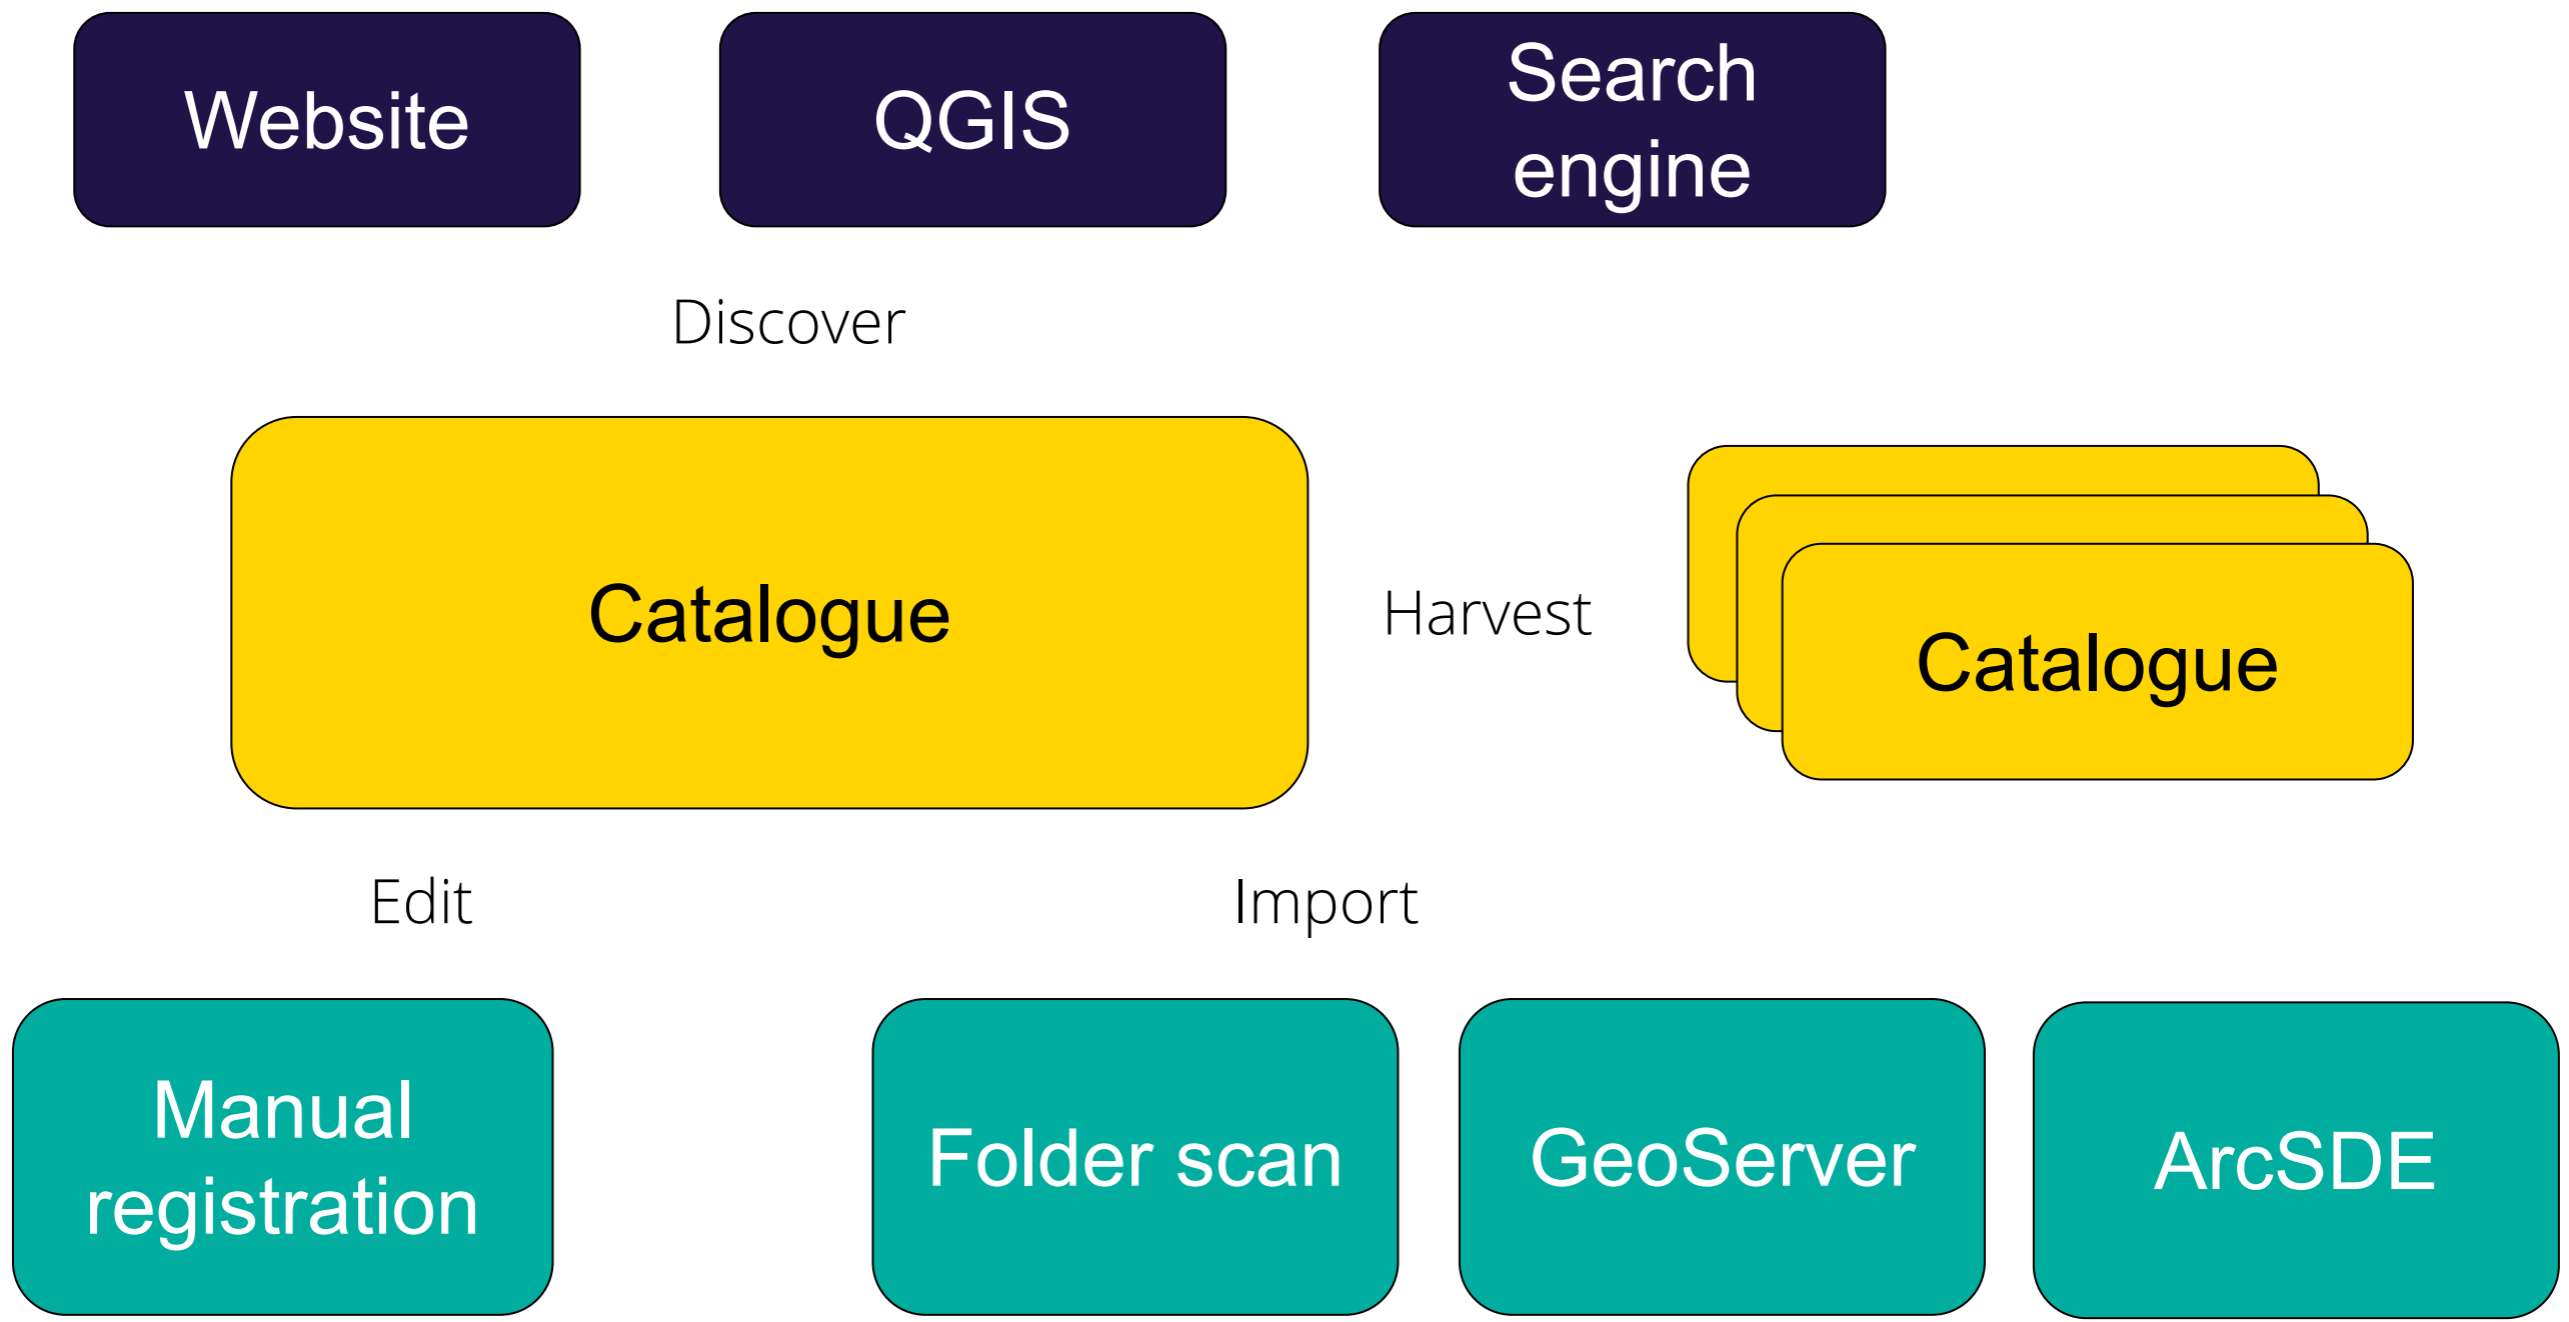 Website
QGIS
Search
engine
Discover
Catalogue
Harvest
Catalogue
Edit
Import
Manual
registration
Folder scan
GeoServer
ArcSDE